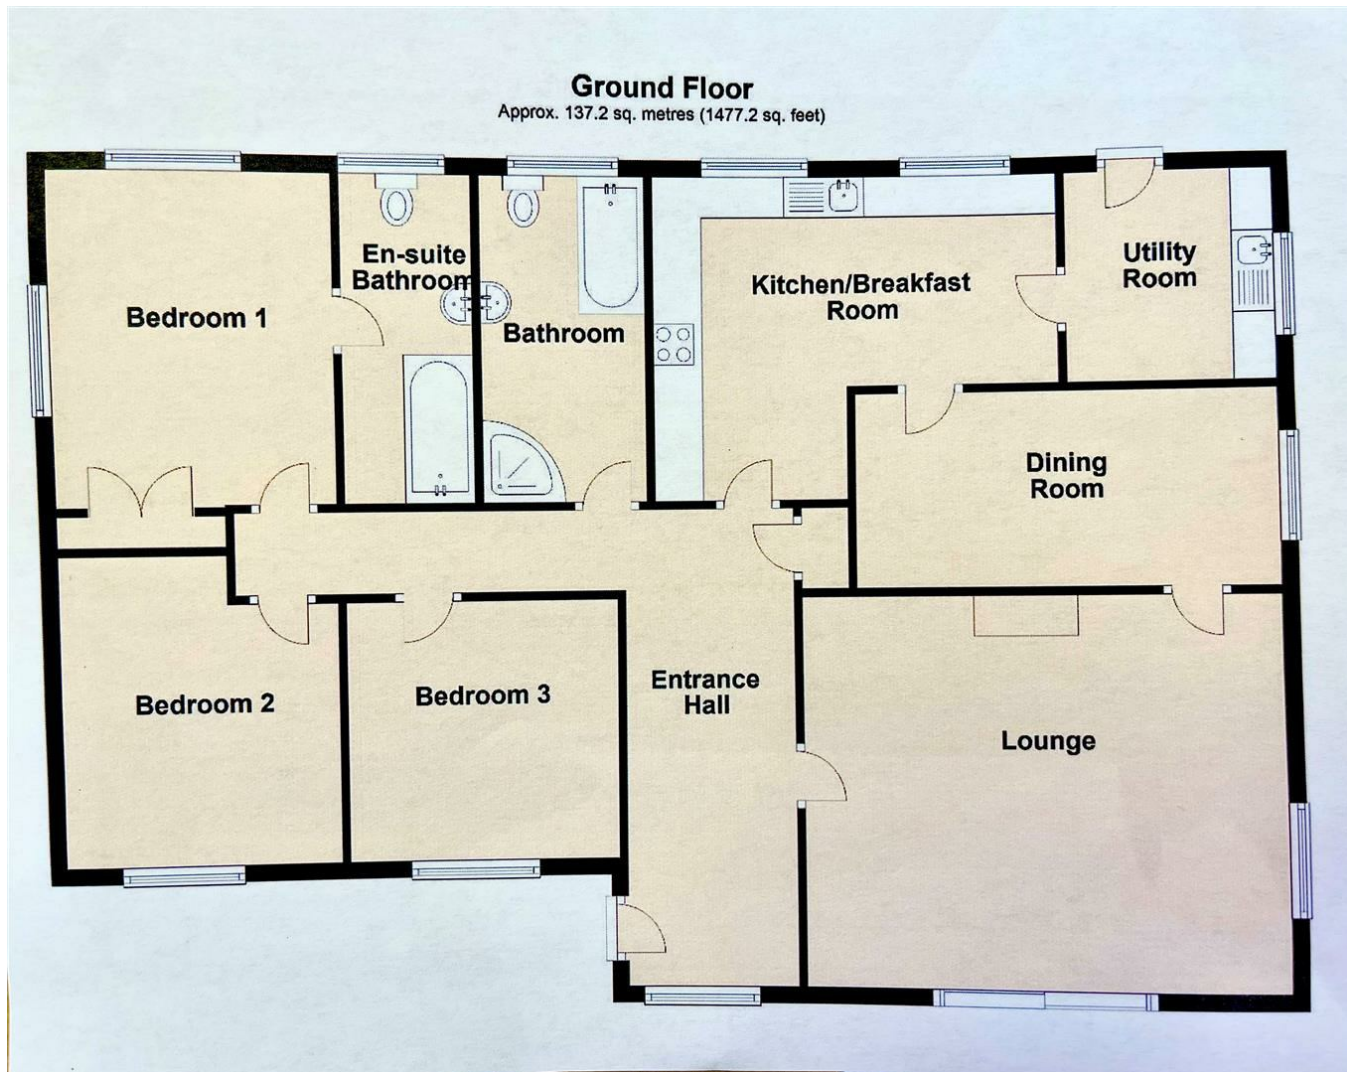 Ground Floor
Approx. 137.2 sq. metres (1477.2 sq. feet)
En-suite
Bathroom
Utility
Room
Kitchen/Breakfast
Room
Bedroom 1
Bathroom
Dining
Room
Bedroom 2
Bedroom 3
Entrance
Hall
Lounge